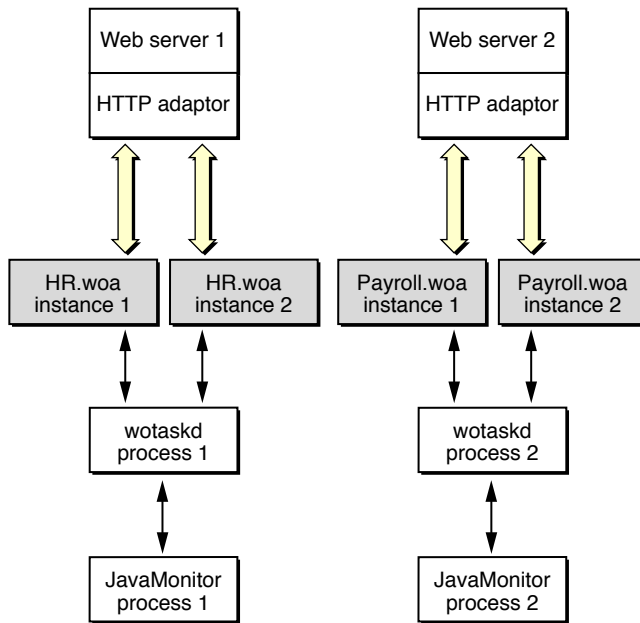 Web server 1
HTTP adaptor
HR.woa
instance 1
HR.woa
instance 2
wotaskd
process 1
JavaMonitor
process 1
Web server 2
HTTP adaptor
Payroll.woa
instance 1
Payroll.woa
instance 2
wotaskd
process 2
JavaMonitor
process 2